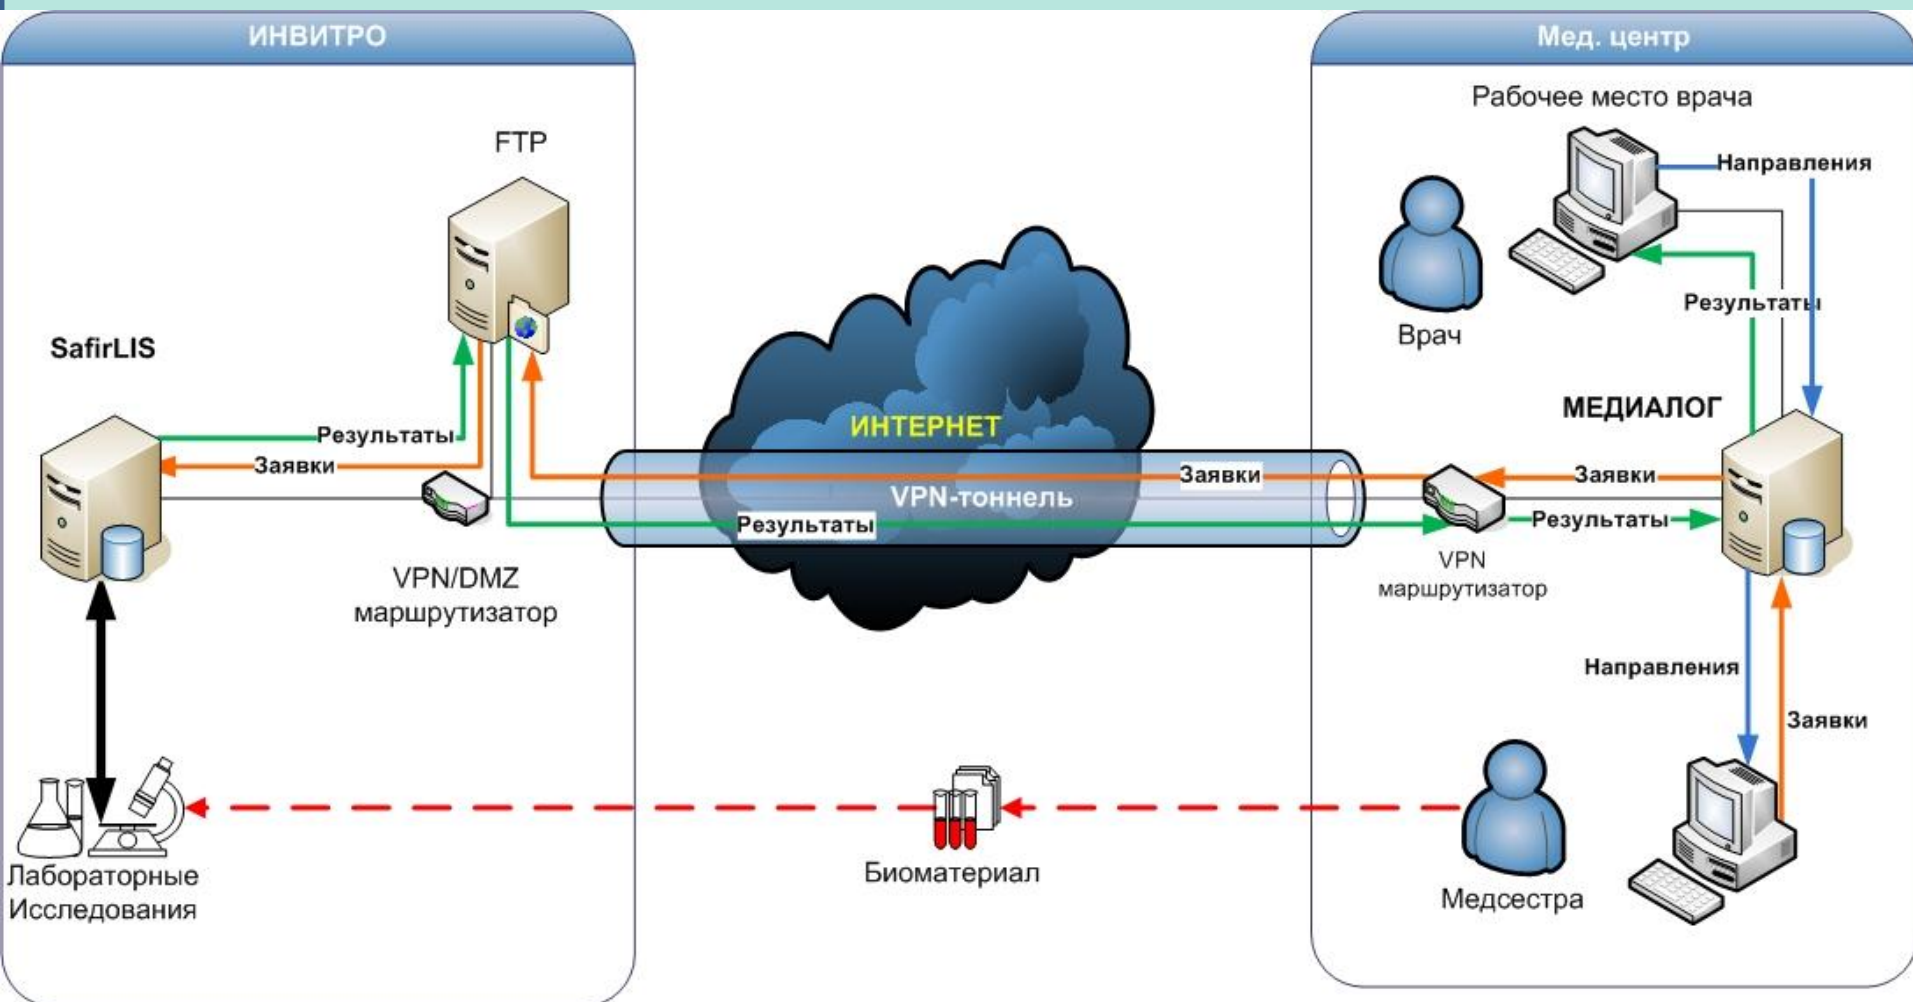 ИНВИТРО
Мед. центр
Рабочее место врача
FTP
Направления
Результаты
Врач
SafirLIS
МЕДИАЛОГ
ИНТЕРНЕТ
Результаты
Заявки
Заявки
Заявки
VPN-тоннель
Результаты
Результаты
VPN/DMZ
маршрутизатор
VPN
маршрутизатор
Направления
Заявки
Лабораторные
Исследования
Биоматериал
Медсестра